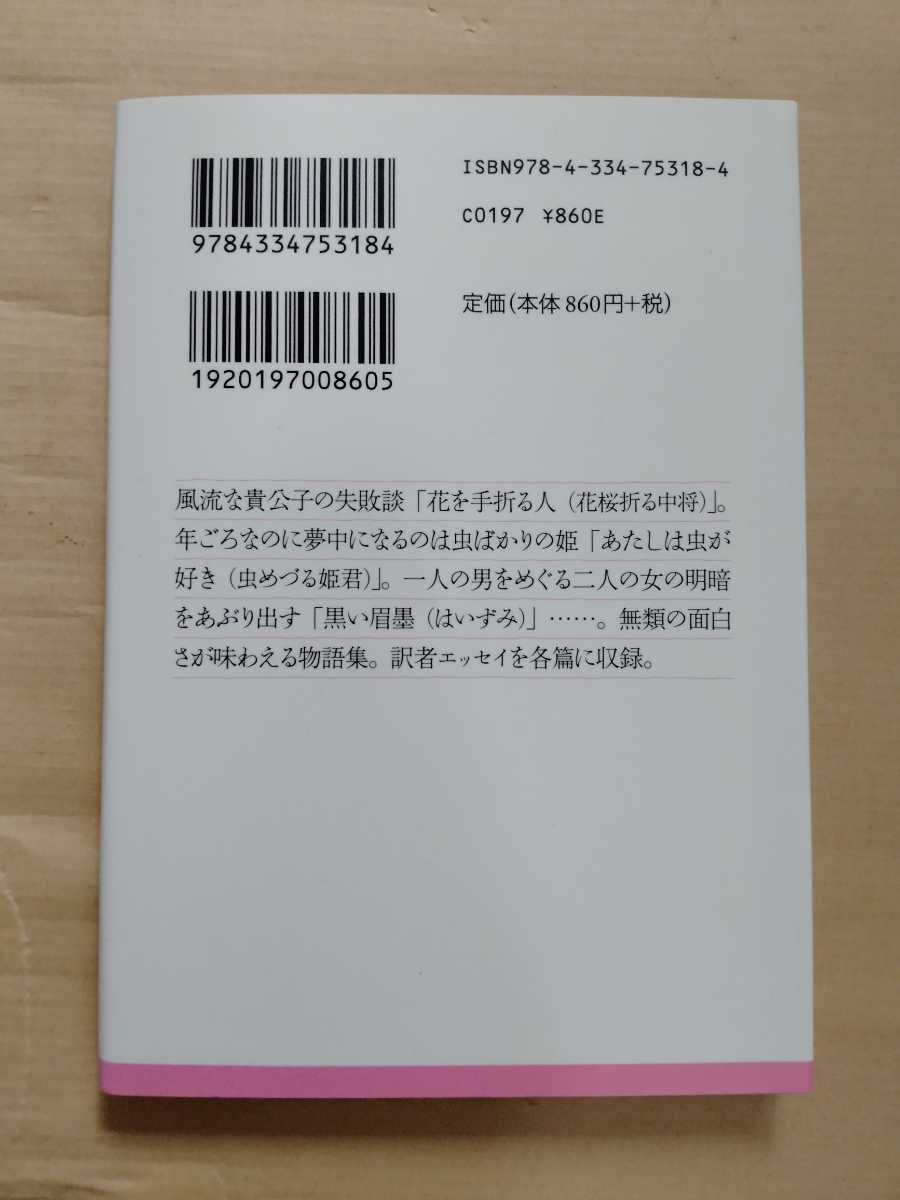 ISBN978-4-334-75318-4
9784334753184
C0197 ¥860E
1920197008605
定価(本体860円+税)
風流な貴公子の失敗談「花を手折る人(花桜折る中将)」。
年ごろなのに夢中になるのは虫ばかりの姫「あたしは虫が
好き(虫めづる姫君)」。一人の男をめぐる二人の女の明暗
をあぶり出す「黒い眉墨(はいずみ)」……。無類の面白
さが味わえる物語集。訳者エッセイを各篇に収録。